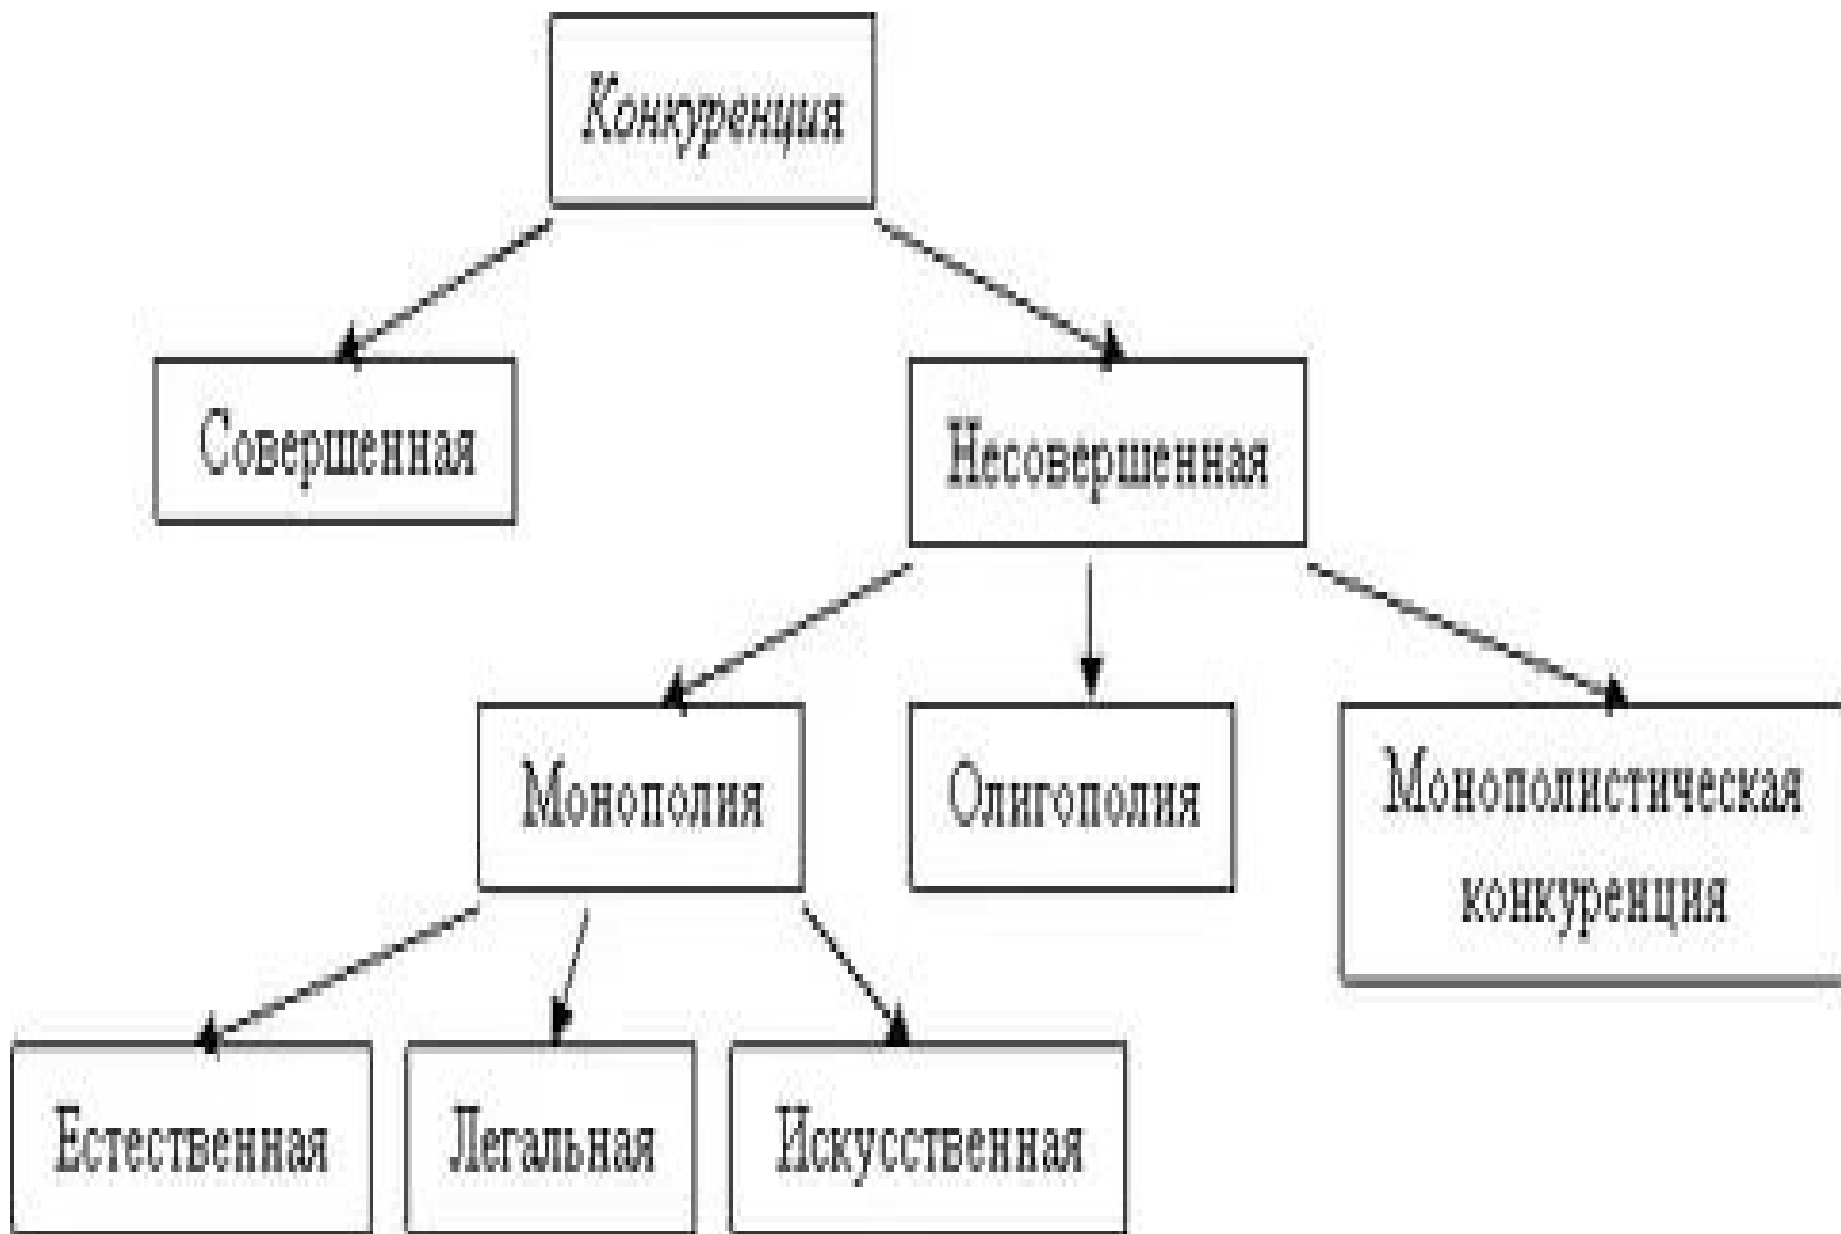 Конкуренция
Совершенная
Несовершенная
Монополия
Олигополия
Монополистическая
конкуренция
Естественная
Легальная
Искусственная